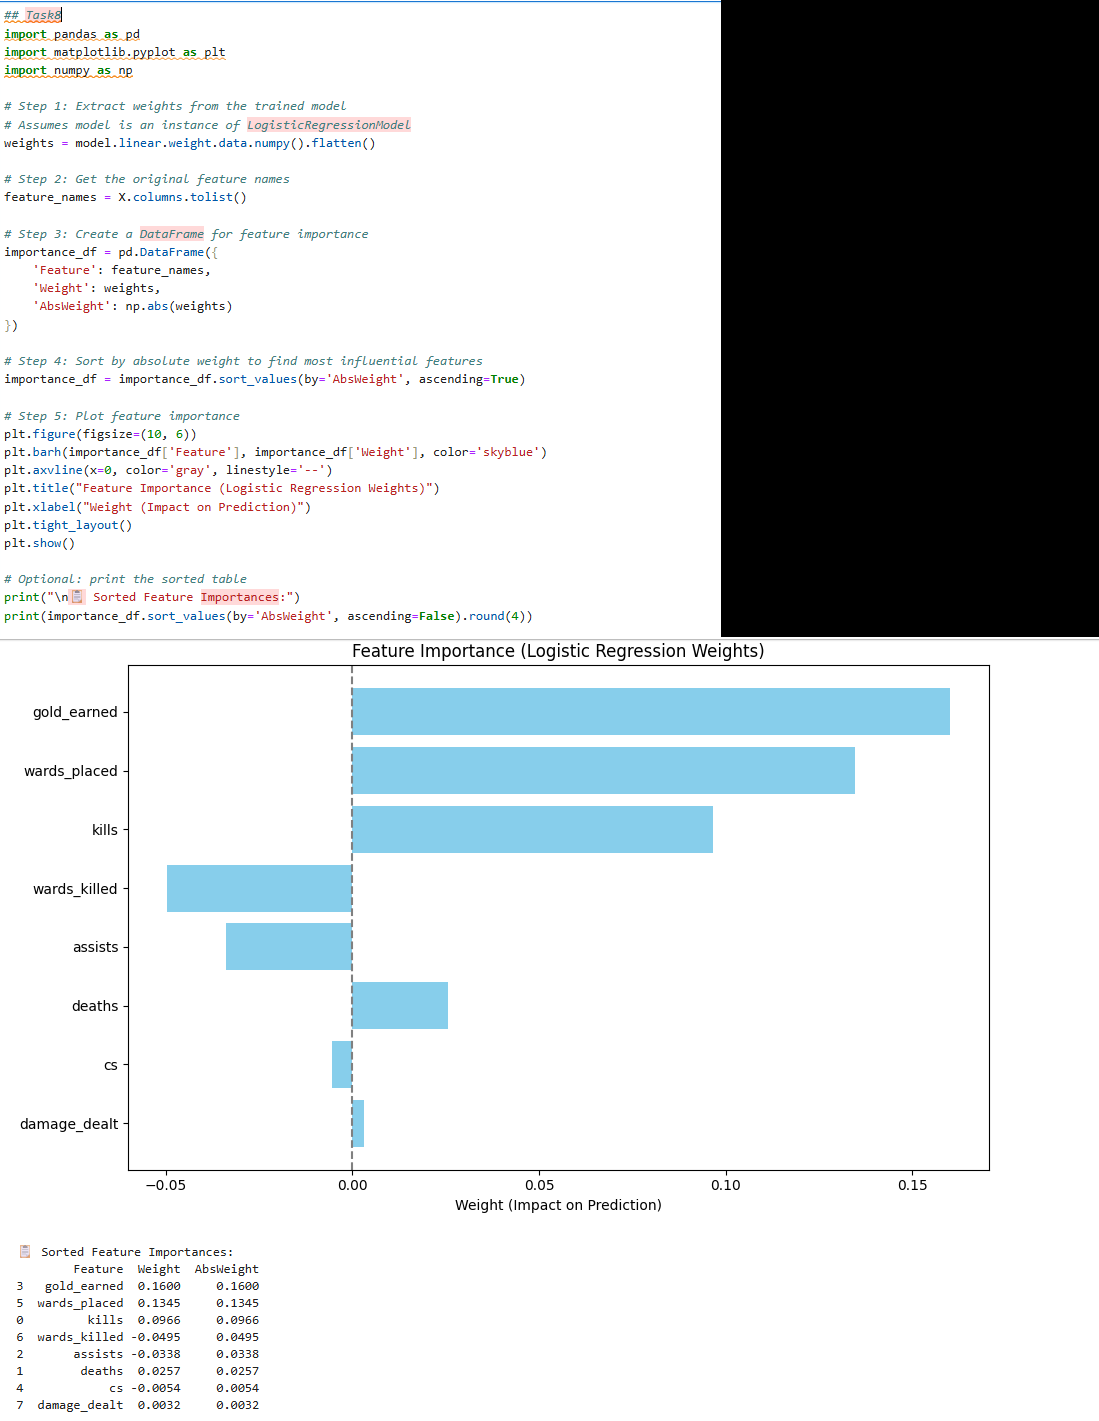 ## Task8
import pandas as pd
import matplotlib.pyplot as plt
import numpy as np
# Step 1: Extract weights from the trained model
# Assumes model is an instance of LogisticRegressionModel
weights = model.linear.weight.data.numpy().flatten()
# Step 2: Get the original feature names
feature_names = X.columns.tolist()
# Step 3: Create a DataFrame for feature importance
importance_df = pd.DataFrame({
    'Feature': feature_names,
    'Weight': weights,
    'AbsWeight': np.abs(weights)
})
# Step 4: Sort by absolute weight to find most influential features
importance_df = importance_df.sort_values(by='AbsWeight', ascending=True)
# Step 5: Plot feature importance
plt.figure(figsize=(10, 6))
plt.barh(importance_df['Feature'], importance_df['Weight'], color='skyblue')
plt.axvline(x=0, color='gray', linestyle='--')
plt.title("Feature Importance (Logistic Regression Weights)")
plt.xlabel("Weight (Impact on Prediction)")
plt.tight_layout()
plt.show()
# Optional: print the sorted table
print("\n📋 Sorted Feature Importances:")
print(importance_df.sort_values(by='AbsWeight', ascending=False).round(4))
Feature Importance (Logistic Regression Weights)
gold_earned
wards_placed
kills
wards_killed
assists
deaths
cs
damage_dealt
−0.05 0.00 0.05 0.10 0.15
Weight (Impact on Prediction)
📋 Sorted Feature Importances:
Feature Weight AbsWeight
3 gold_earned 0.1600 0.1600
5 wards_placed 0.1345 0.1345
0 kills 0.0966 0.0966
6 wards_killed -0.0495 0.0495
2 assists -0.0338 0.0338
1 deaths 0.0257 0.0257
4 cs -0.0054 0.0054
7 damage_dealt 0.0032 0.0032